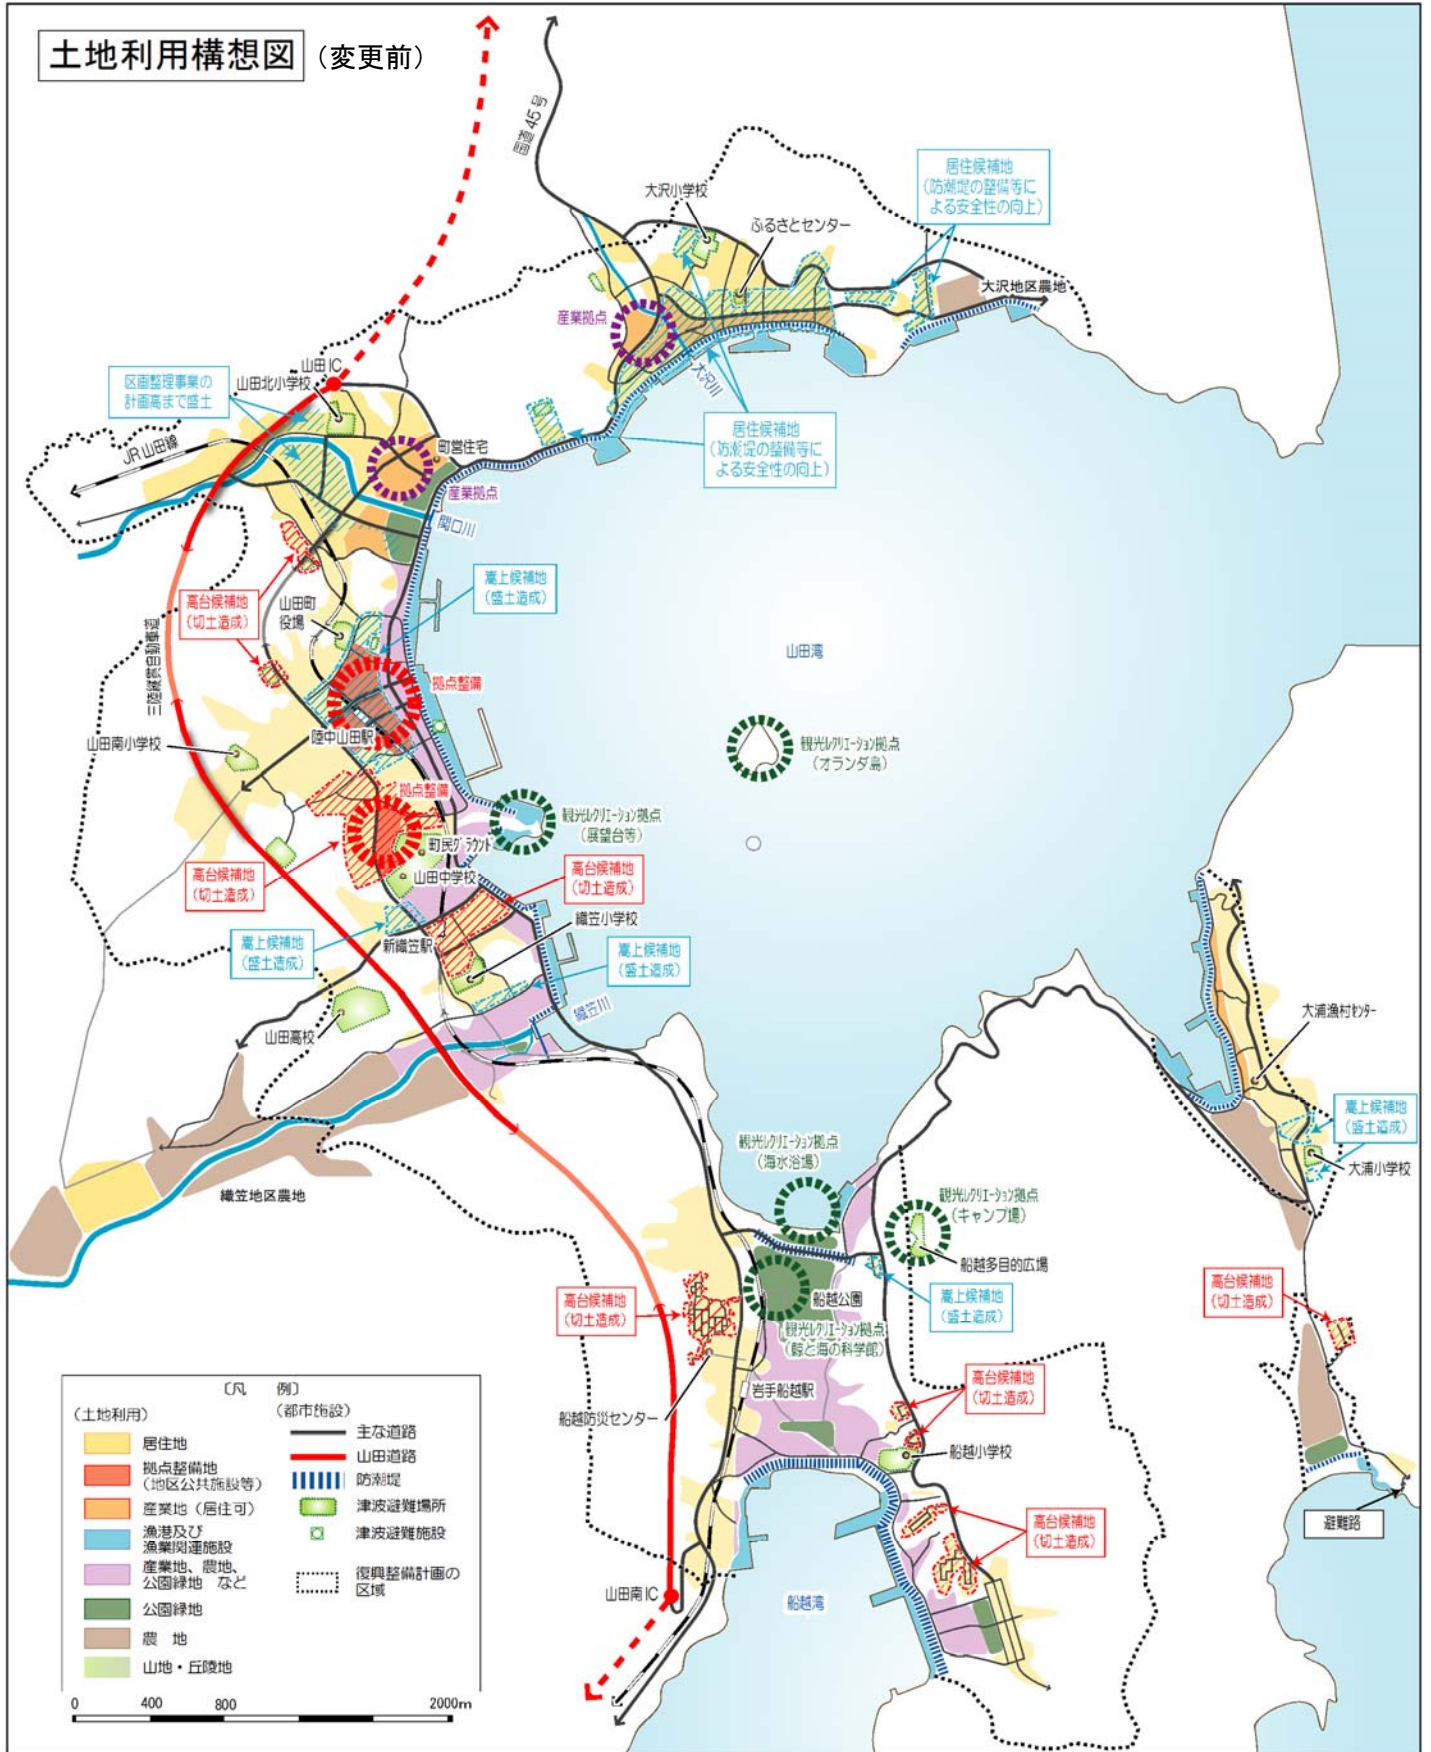 土地利用構想図
（変更前）
国道45号
大沢小学校
ふるさとセンター
居住候補地
（防潮堤の整備等に
よる安全性の向上）
大沢地区農地
産業拠点
大沢川
居住候補地
（防潮堤の整備等に
よる安全性の向上）
山田IC
山田北小学校
区画整理事業の
計画高まで盛土
JR山田線
町営住宅
産業拠点
関口川
高台候補地
（切土造成）
山田町
役場
嵩上候補地
（盛土造成）
三陸縦貫自動車道
山田湾
拠点整備
陸中山田駅
山田南小学校
観光レクリエーション拠点
（オランダ島）
拠点整備
観光レクリエーション拠点
（展望台等）
町民グラウンド
山田中学校
高台候補地
（切土造成）
高台候補地
（切土造成）
織笠小学校
嵩上候補地
（盛土造成）
新織笠駅
嵩上候補地
（盛土造成）
織笠川
山田高校
大浦漁村センター
嵩上候補地
（盛土造成）
大浦小学校
織笠地区農地
観光レクリエーション拠点
（海水浴場）
観光レクリエーション拠点
（キャンプ場）
船越多目的広場
高台候補地
（切土造成）
船越公園
嵩上候補地
（盛土造成）
観光レクリエーション拠点
（鯨と海の科学館）
高台候補地
（切土造成）
岩手船越駅
高台候補地
（切土造成）
船越防災センター
船越小学校
高台候補地
（切土造成）
避難路
山田南IC
船越湾
〔凡 例〕
（土地利用）
居住地
拠点整備地
（地区公共施設等）
産業地（居住可）
漁港及び
漁業関連施設
産業地、農地、
公園緑地 など
公園緑地
農 地
山地・丘陵地
（都市施設）
主な道路
山田道路
防潮堤
津波避難場所
津波避難施設
復興整備計画の
区域
0 400 800 2000m